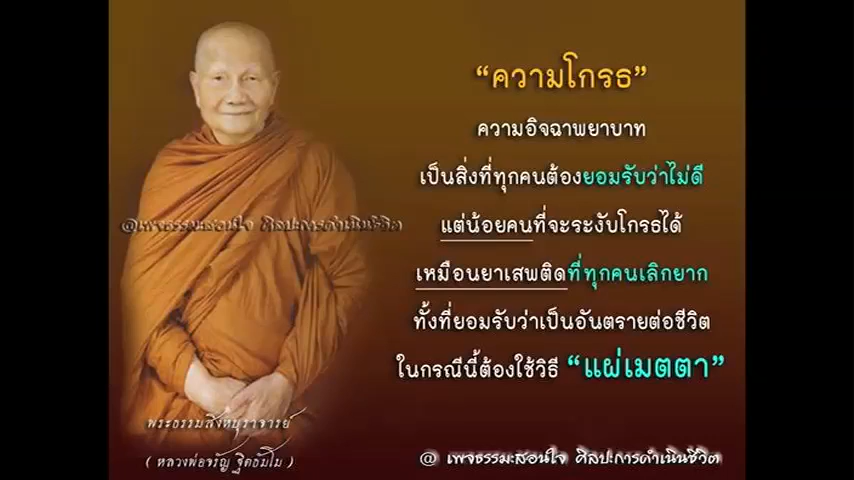 “ความโกรธ”
ความอิจฉาพยาบาท
เป็นสิ่งที่ทุกคนต้องยอมรับว่าไม่ดี
แต่น้อยคนที่จะระงับโกรธได้
เหมือนยาเสพติดที่ทุกคนเลิกยาก
ทั้งที่ยอมรับว่าเป็นอันตรายต่อชีวิต
ในกรณีนี้ต้องใช้วิธี “แผ่เมตตา”
@เพจธรรมะสอนใจ ศิลปะการดำเนินชีวิต
พระธรรมสิงหบุราจารย์
( หลวงพ่อจรัญ ฐิตธัมโม )
@ เพจธรรมะสอนใจ ศิลปะการดำเนินชีวิต